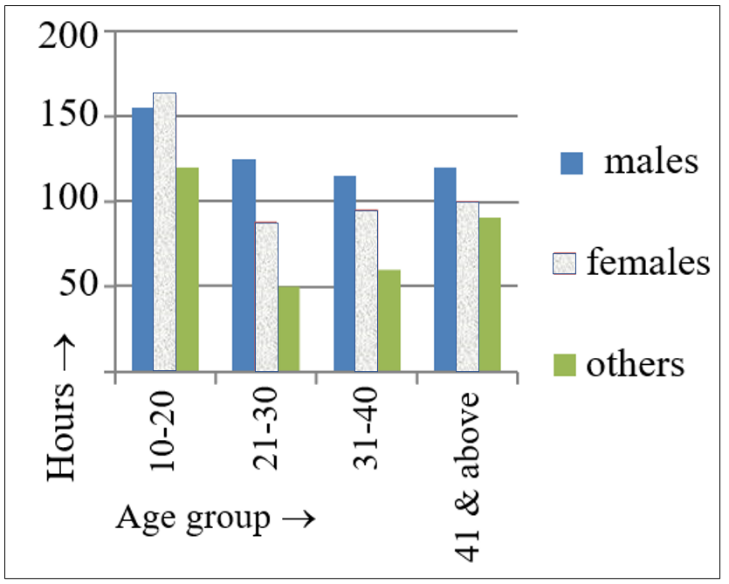 200
150
100
50
Hours →
10-20
21-30
31-40
41 & above
Age group →
males
females
others